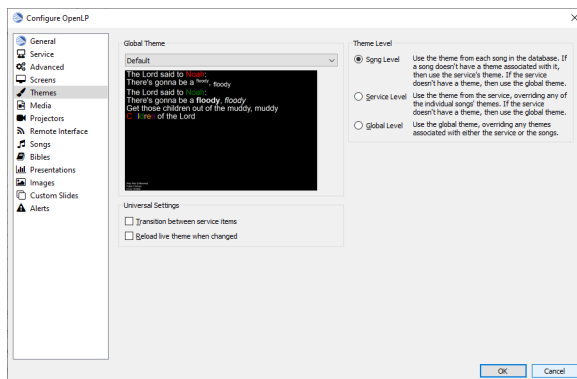 Configure OpenLP
General
Service
Advanced
Screens
Themes
Media
Projectors
Remote Interface
Songs
Bibles
Presentations
Images
Custom Slides
Alerts
Global Theme
Default
The Lord said to Noah:
There's gonna be a floody, floody
The Lord said to Noah:
There's gonna be a floody, floody
Get those children out of the muddy, muddy
C loren of the Lord
Universal Settings
Transition between service items
Reload live theme when changed
Theme Level
Song Level
Use the theme from each song in the database. If
a song doesn't have a theme associated with it,
then use the service's theme. If the service
doesn't have a theme, then use the global theme.
Service Level
Use the theme from the service, overriding any of
the individual songs' themes. If the service
doesn't have a theme, then use the global theme.
Global Level
Use the global theme, overriding any themes
associated with either the service or the songs.
OK
Cancel